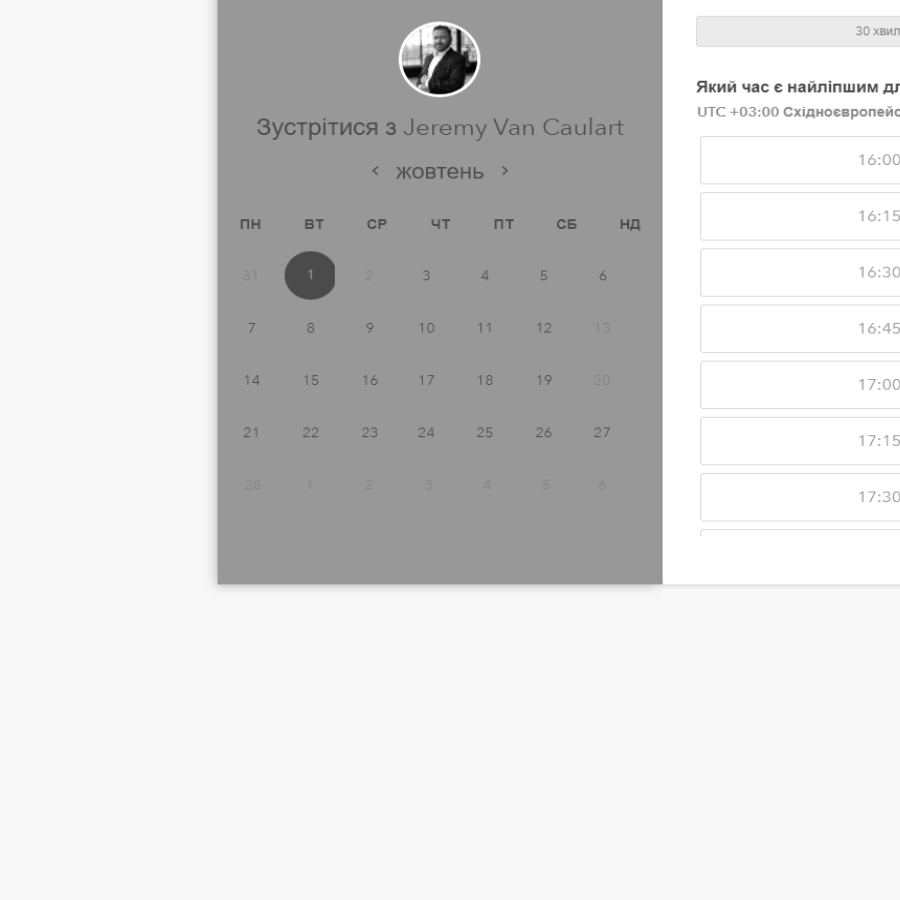 Зустрітися з Jeremy Van Caulart
жовтень
ПН ВТ СР ЧТ ПТ СБ НД
31 1 2 3 4 5 6
7 8 9 10 11 12 13
14 15 16 17 18 19 20
21 22 23 24 25 26 27
28 1 2 3 4 5 6
30 хвил
Який час є найліпшим дл
UTC +03:00 Східноєвропейс
16:00
16:15
16:30
16:45
17:00
17:15
17:30